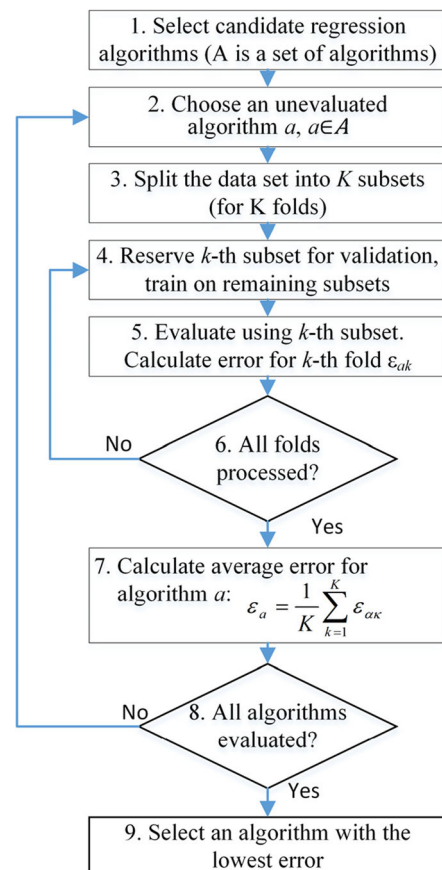 1. Select candidate regression
algorithms (A is a set of algorithms)
2. Choose an unevaluated
algorithm a, a∈A
3. Split the data set into K subsets
(for K folds)
4. Reserve k-th subset for validation,
train on remaining subsets
5. Evaluate using k-th subset.
Calculate error for k-th fold εak
No
6. All folds
processed?
Yes
7. Calculate average error for
algorithm a: εa = 1/K ∑k=1K εακ
No
8. All algorithms
evaluated?
Yes
9. Select an algorithm with the
lowest error